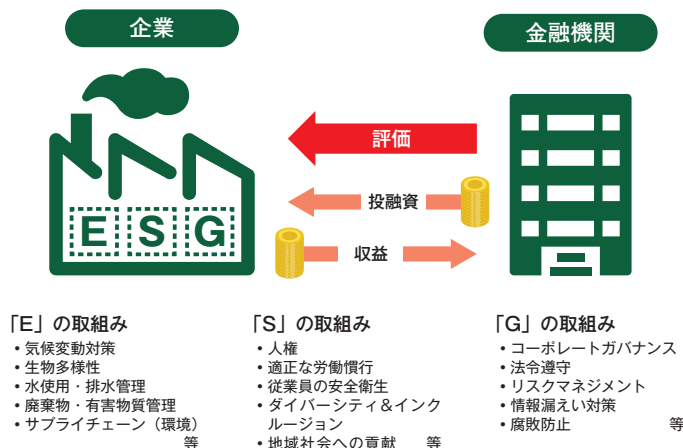 企業
金融機関
評価
投融資
収益
E S G
「E」の取組み
・気候変動対策
・生物多様性
・水使用・排水管理
・廃棄物・有害物質管理
・サプライチェーン（環境）
等
「S」の取組み
・人権
・適正な労働慣行
・従業員の安全衛生
・ダイバーシティ＆インク
ルージョン
・地域社会への貢献　等
「G」の取組み
・コーポレートガバナンス
・法令遵守
・リスクマネジメント
・情報漏えい対策
・腐敗防止　等